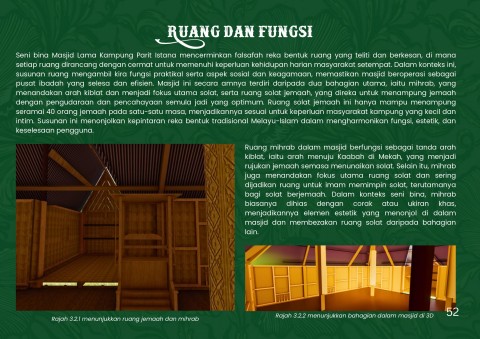 RUANG DAN FUNGSI
Seni bina Masjid Lama Kampung Parit Istana mencerminkan falsafah reka bentuk ruang yang teliti dan berkesan, di mana
setiap ruang dirancang dengan cermat untuk memenuhi keperluan kehidupan harian masyarakat setempat. Dalam konteks ini,
susunan ruang mengambil kira fungsi praktikal serta aspek sosial dan keagamaan, memastikan masjid beroperasi sebagai
pusat ibadah yang selesa dan efisien. Masjid ini secara amnya terdiri daripada dua bahagian utama, iaitu mihrab, yang
menandakan arah kiblat dan menjadi fokus utama solat, serta ruang solat jemaah, yang direka untuk menampung jemaah
dengan pengudaraan dan pencahayaan semula jadi yang optimum. Ruang solat jemaah ini hanya mampu menampung
seramai 40 orang jemaah pada satu-satu masa, menjadikannya sesuai untuk keperluan masyarakat kampung yang kecil dan
intim. Susunan ini menonjolkan kepintaran reka bentuk tradisional Melayu-Islam dalam mengharmonikan fungsi, estetik, dan
keselesaan pengguna.
Ruang mihrab dalam masjid berfungsi sebagai tanda arah
kiblat, iaitu arah menuju Kaabah di Mekah, yang menjadi
rujukan jemaah semasa menunaikan solat. Selain itu, mihrab
juga menandakan fokus utama ruang solat dan sering
dijadikan ruang untuk imam memimpin solat, terutamanya
bagi solat berjemaah. Dalam konteks seni bina, mihrab
biasanya dihias dengan corak atau ukiran khas,
menjadikannya elemen estetik yang menonjol di dalam
masjid dan membezakan ruang solat daripada bahagian
lain.
Rajah 3.2.1 menunjukkan ruang jemaah dan mihrab
Rajah 3.2.2 menunjukkan bahagian dalam masjid di 3D
52